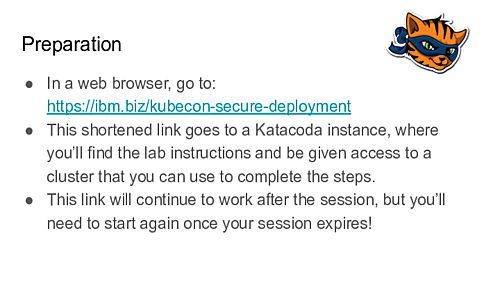 Preparation
● In a web browser, go to:
https://ibm.biz/kubecon-secure-deployment
● This shortened link goes to a Katacoda instance, where
you’ll find the lab instructions and be given access to a
cluster that you can use to complete the steps.
● This link will continue to work after the session, but you’ll
need to start again once your session expires!